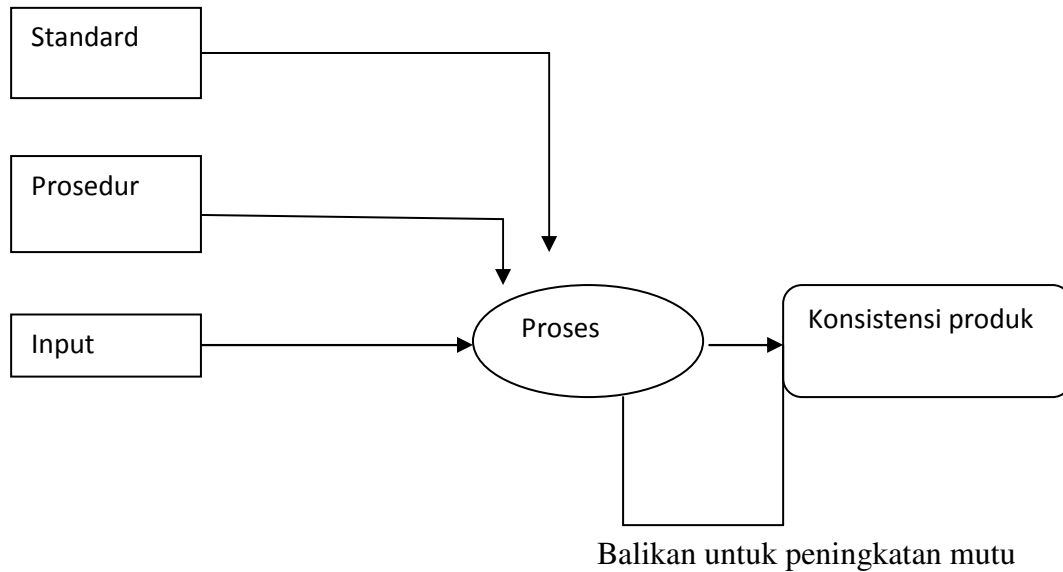 Standard
Prosedur
Input
Proses
Konsistensi produk
Balikan untuk peningkatan mutu